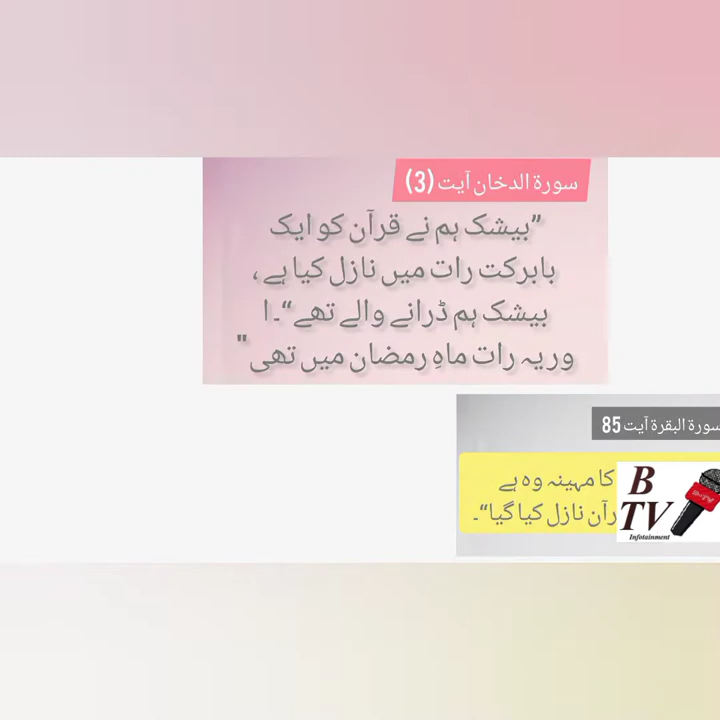 سورۃ الدخان آیت (3)
”بیشک ہم نے قرآن کو ایک
بابرکت رات میں نازل کیا ہے ،
بیشک ہم ڈرانے والے تھے“۔ ا
وریہ رات ماہِ رمضان میں تھی"
سورۃ البقرۃ آیت 85
کا مہینہ وہ ہے
رآن نازل کیا گیا“۔
B
TV
Infotainment
B-TV